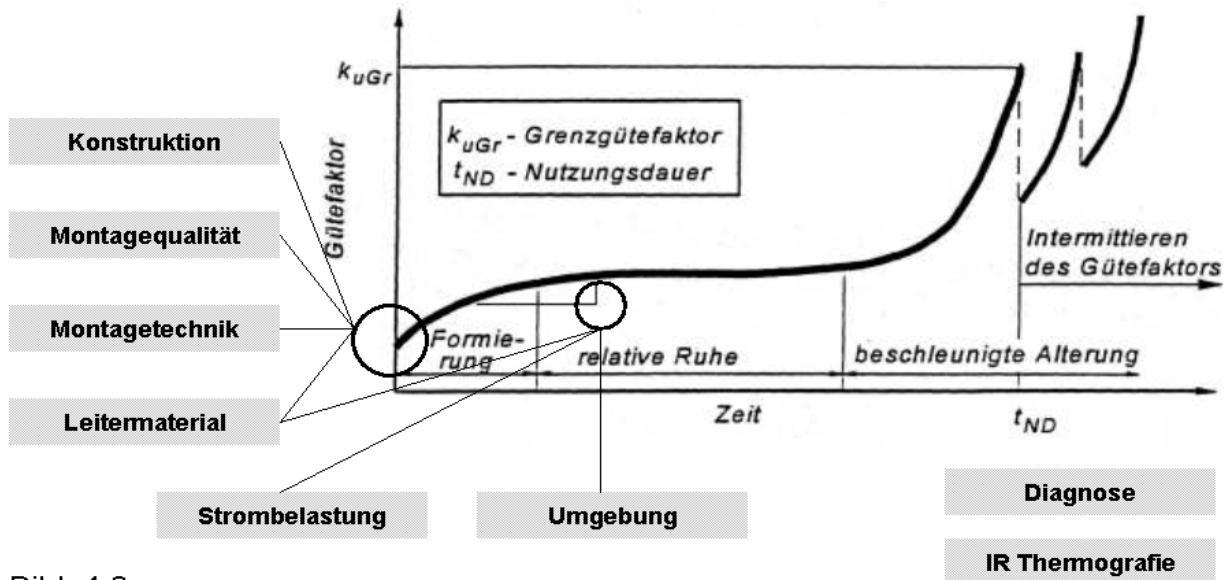 k_uGr
Gütefaktor
k_uGr - Grenzgütefaktor
t_ND - Nutzungsdauer
Konstruktion
Montagequalität
Montagetechnik
Leitermaterial
Strombelastung
Umgebung
Formie-
rung
relative Ruhe
beschleunigte Alterung
Intermittieren
des Gütefaktors
Zeit
t_ND
Diagnose
IR Thermografie